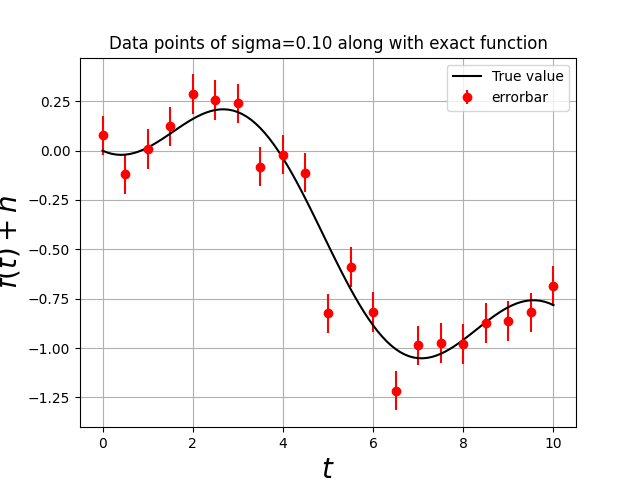 Data points of sigma=0.10 along with exact function
True value
errorbar
0.25
0.00
−0.25
−0.50
−0.75
−1.00
−1.25
f(t) + n
0 2 4 6 8 10
t